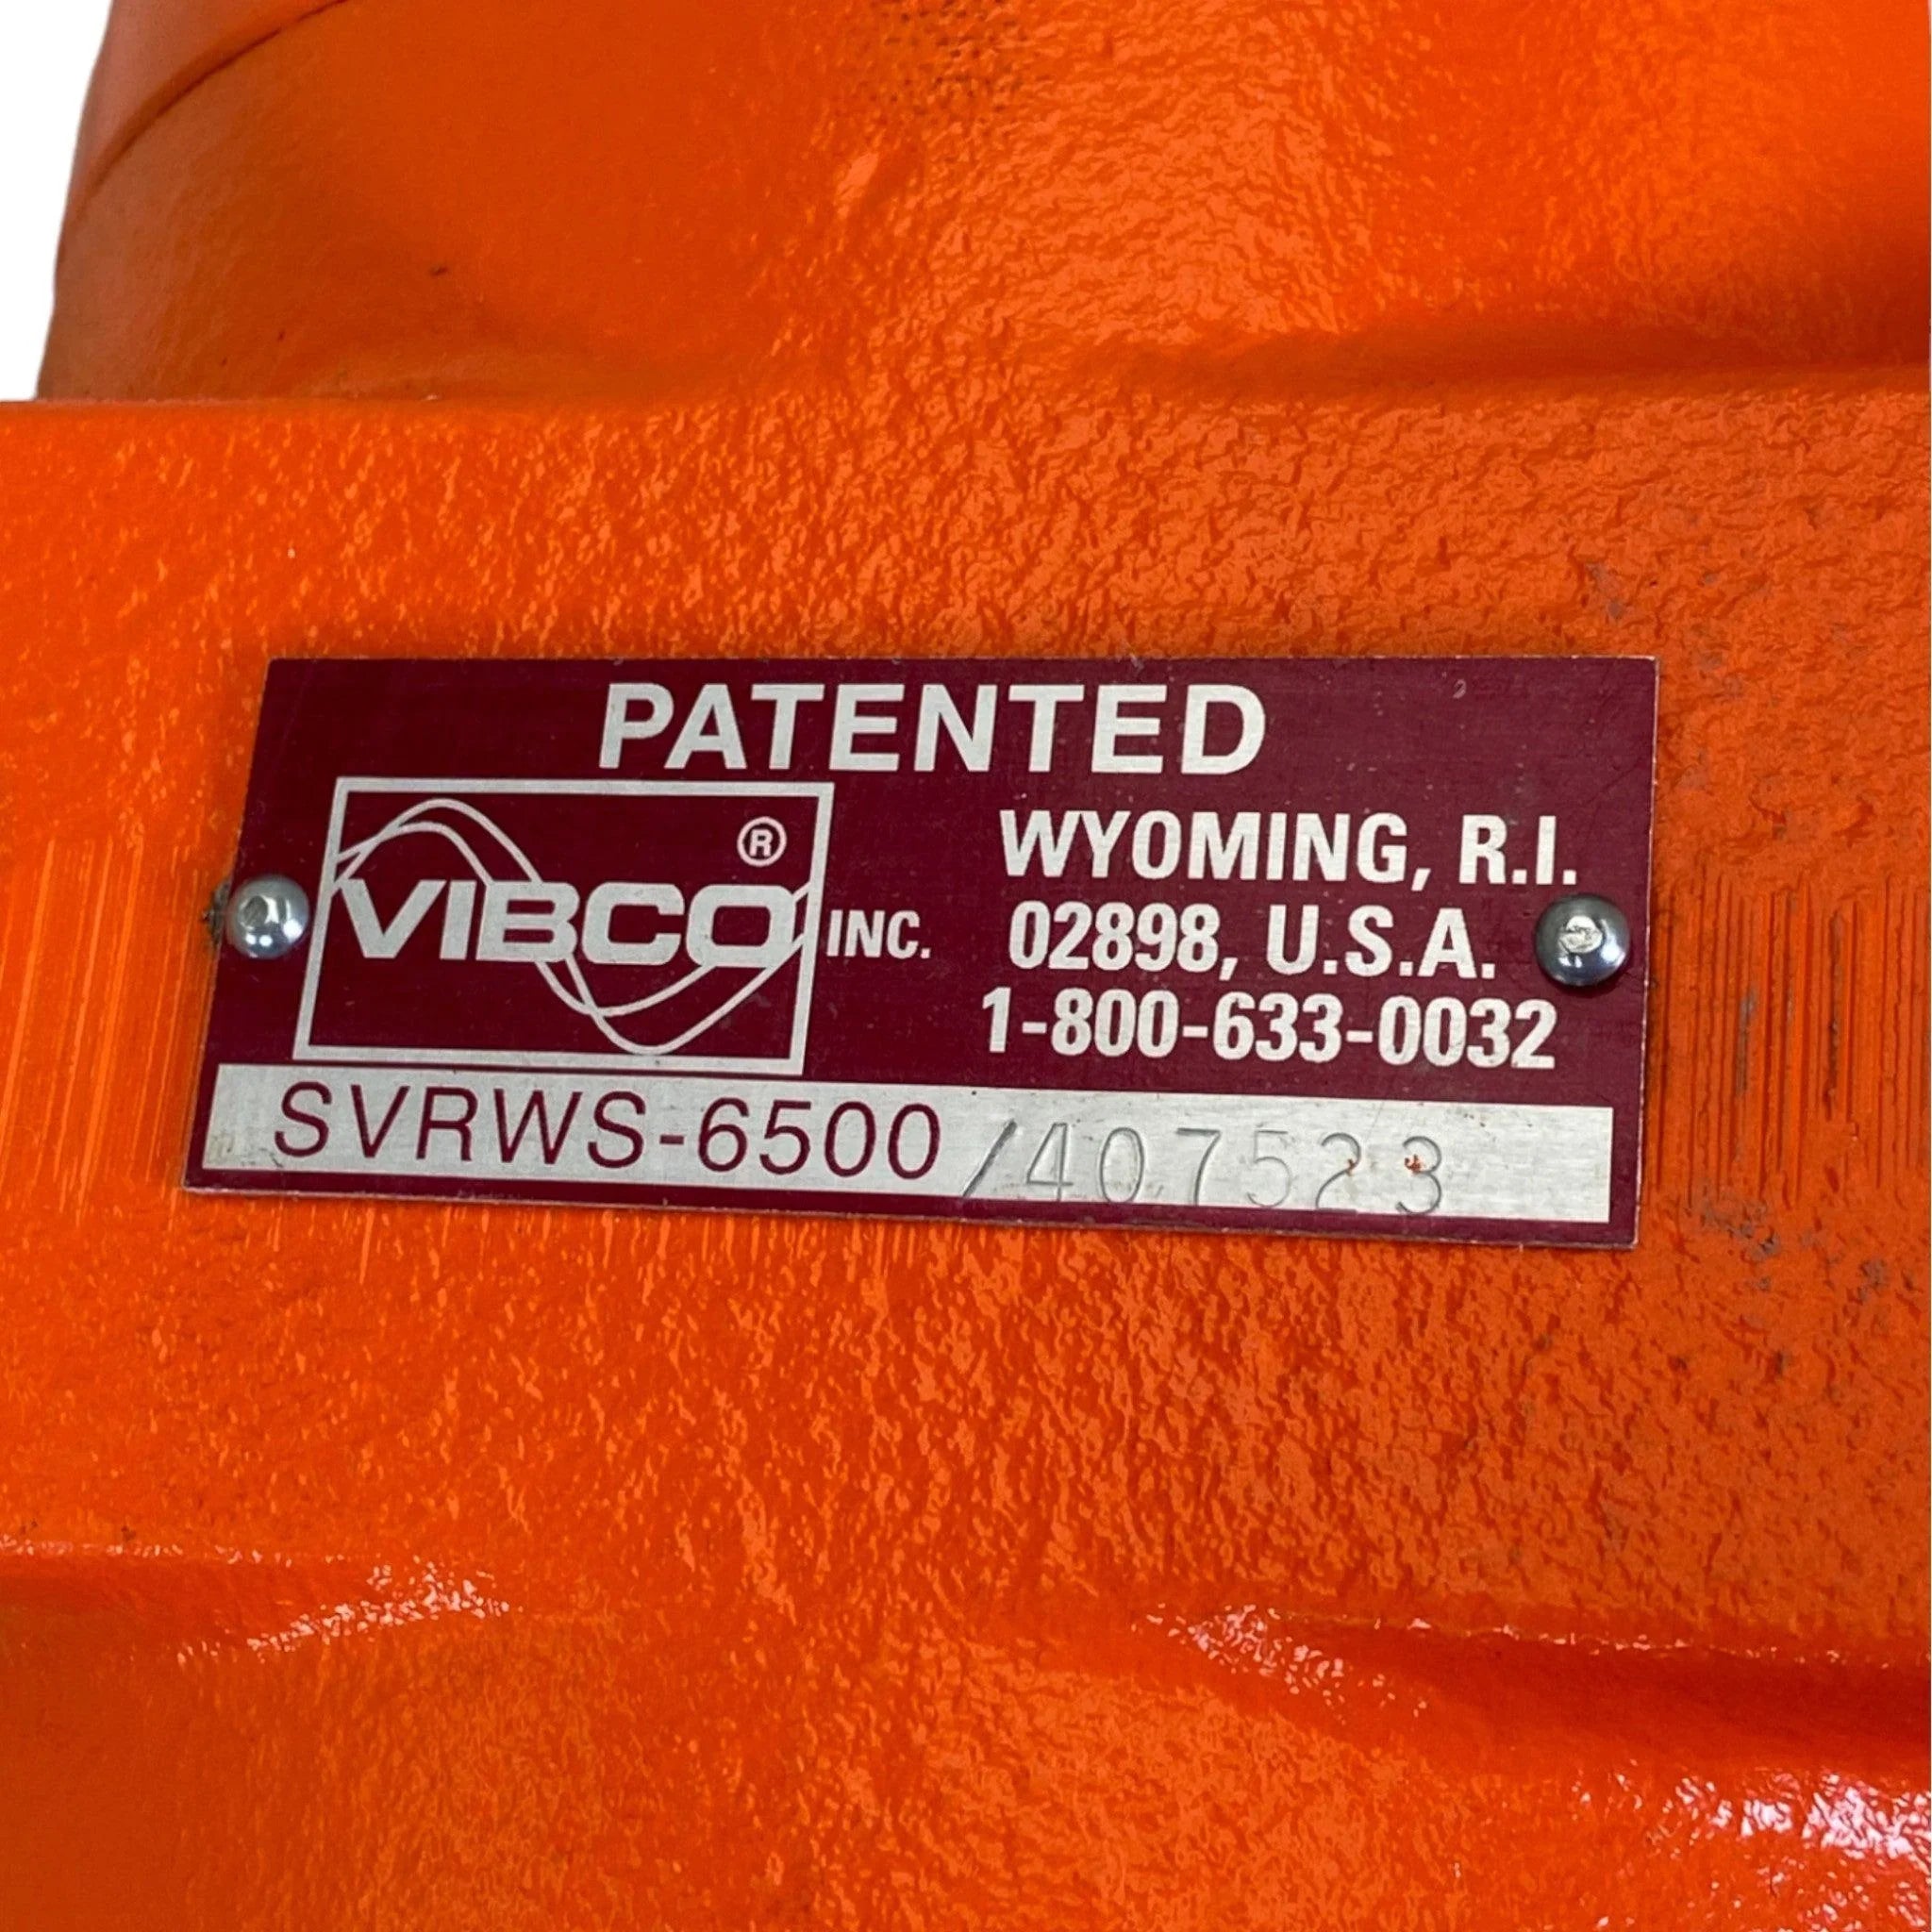 PATENTED
VIBCO® INC.
WYOMING, R.I.
02898, U.S.A.
1-800-633-0032
SVRWS-6500 /407523